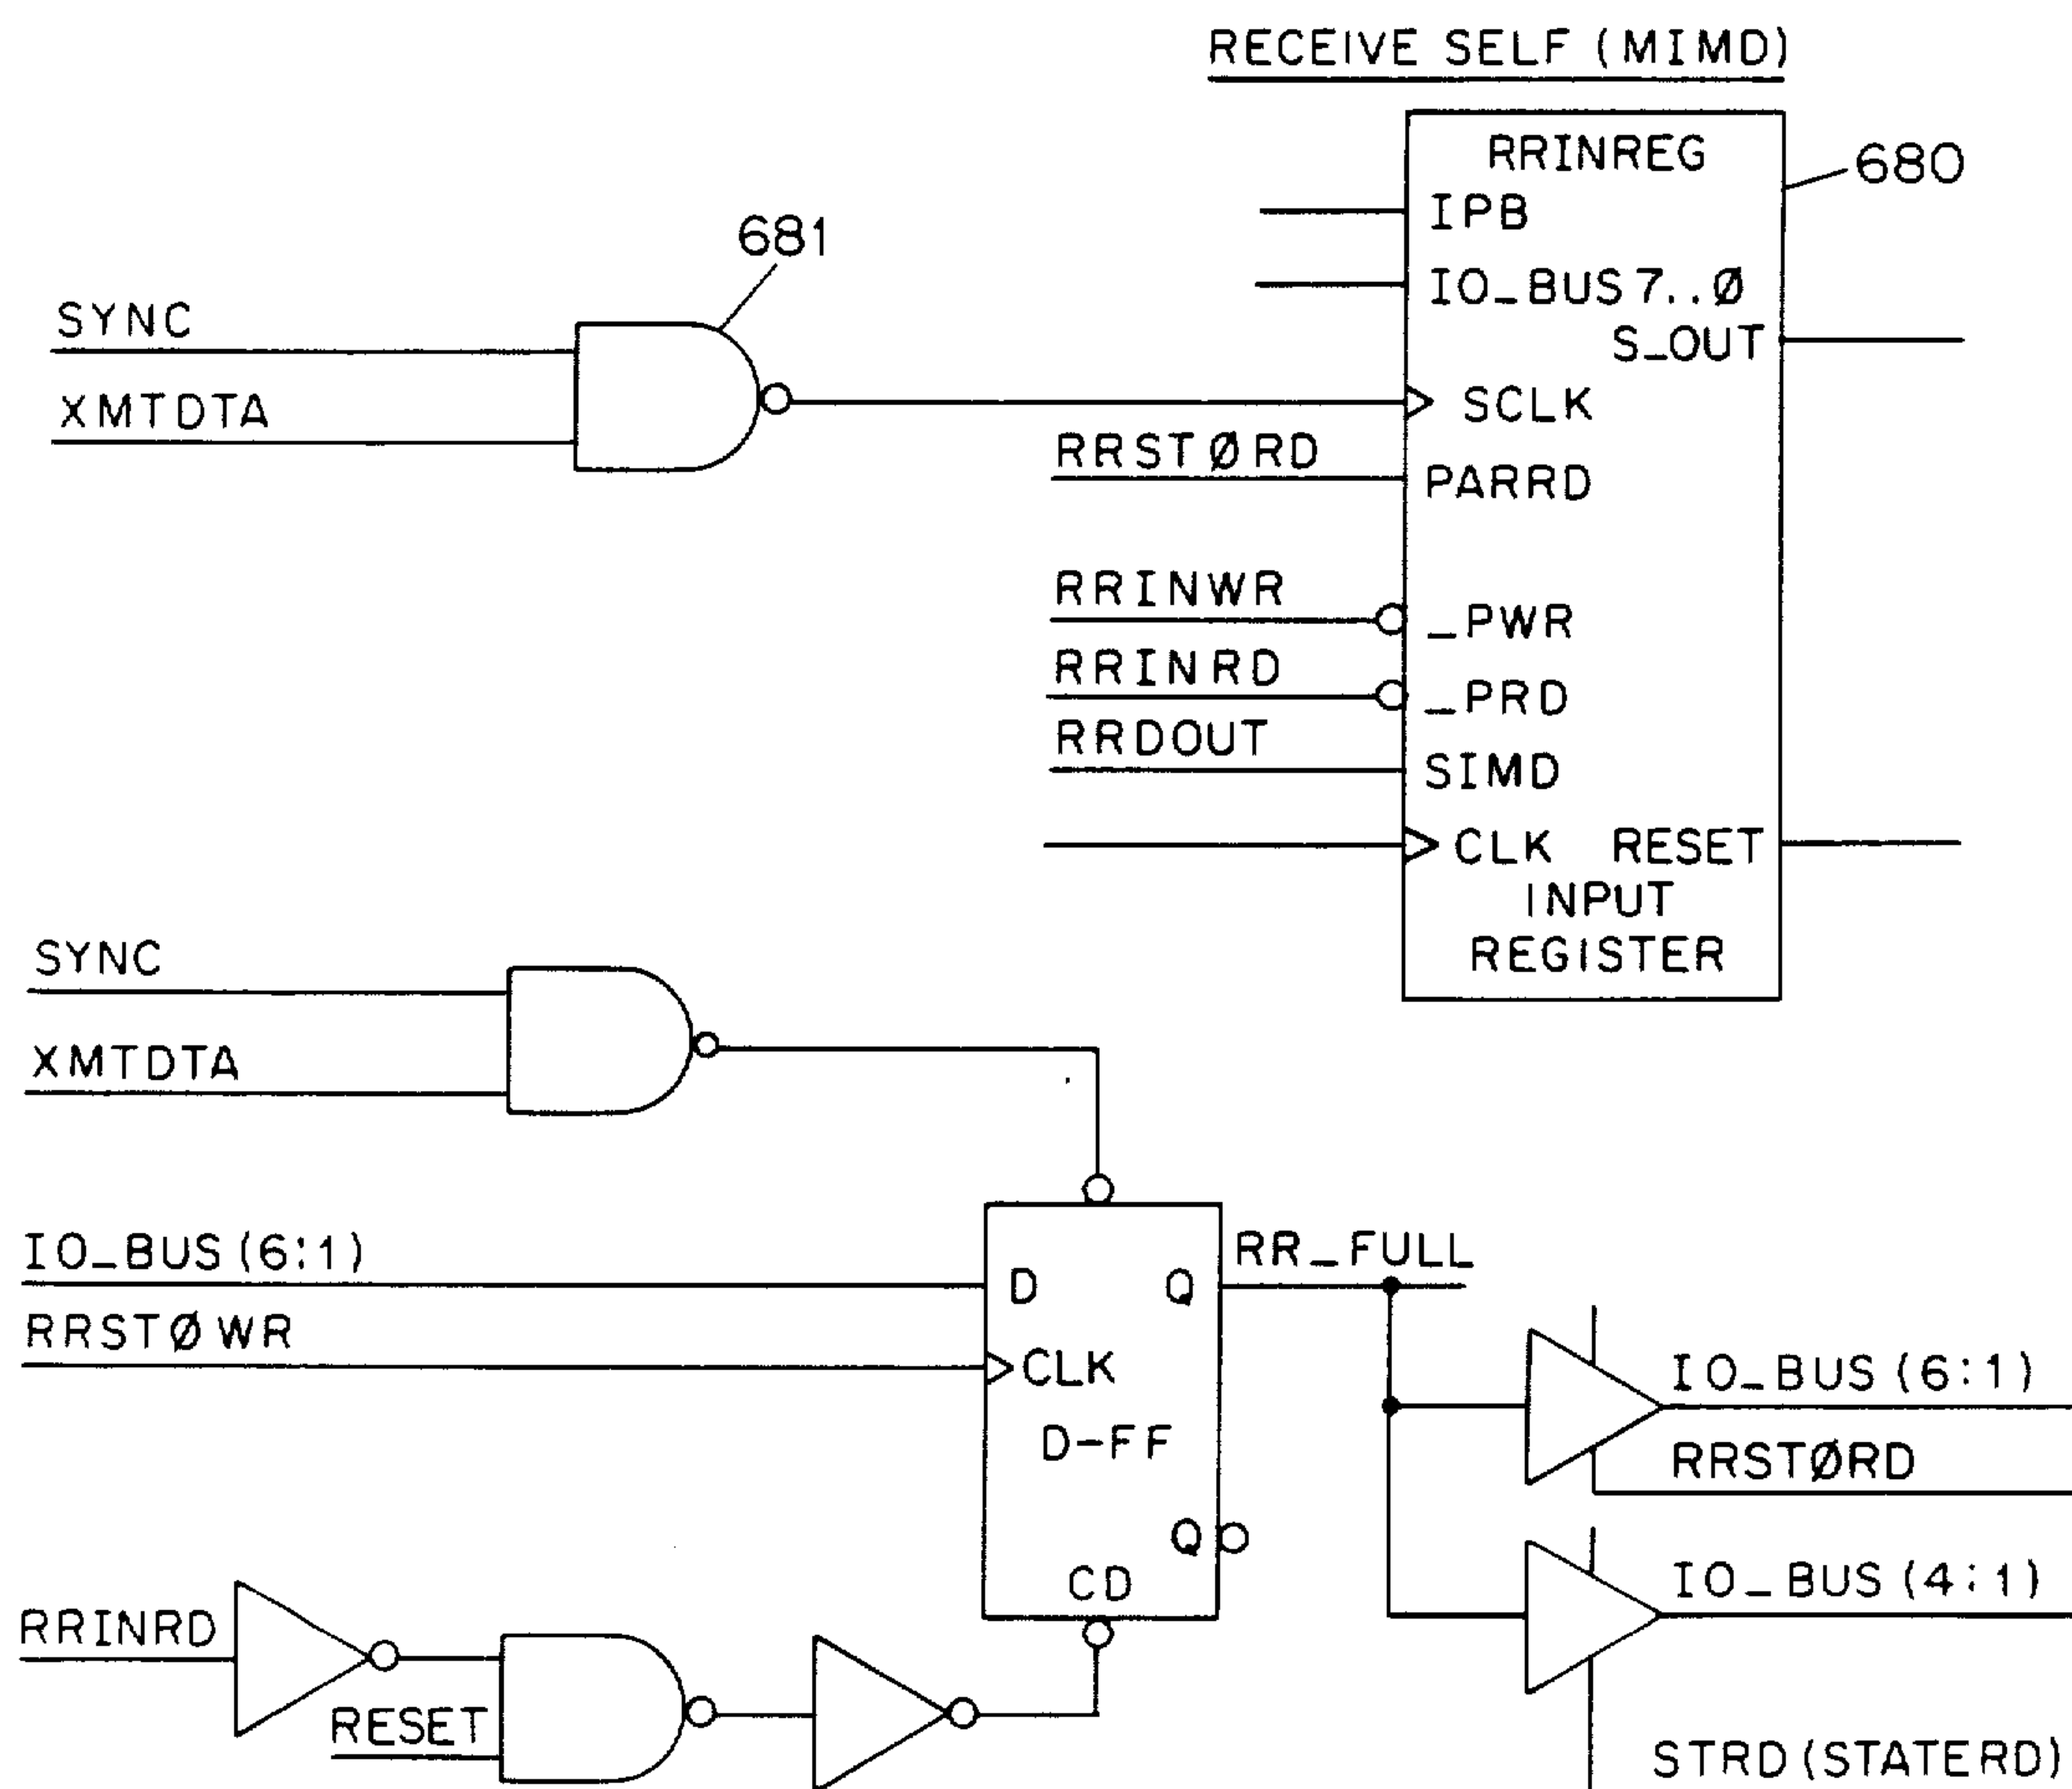 RECEIVE SELF (MIMD)
RRINREG
680
IPB
681
IO_BUS7..Ø
SYNC
S_OUT
XMTDTA
SCLK
RRSTØRD
PARRD
RRINWR
_PWR
RRINRD
_PRD
RRDOUT
SIMD
CLK RESET
INPUT
REGISTER
SYNC
XMTDTA
IO_BUS(6:1)
D Q
RR_FULL
RRSTØWR
CLK
IO_BUS(6:1)
D-FF
RRSTØRD
Q
CD
IO_BUS(4:1)
RRINRD
RESET
STRD(STATERD)